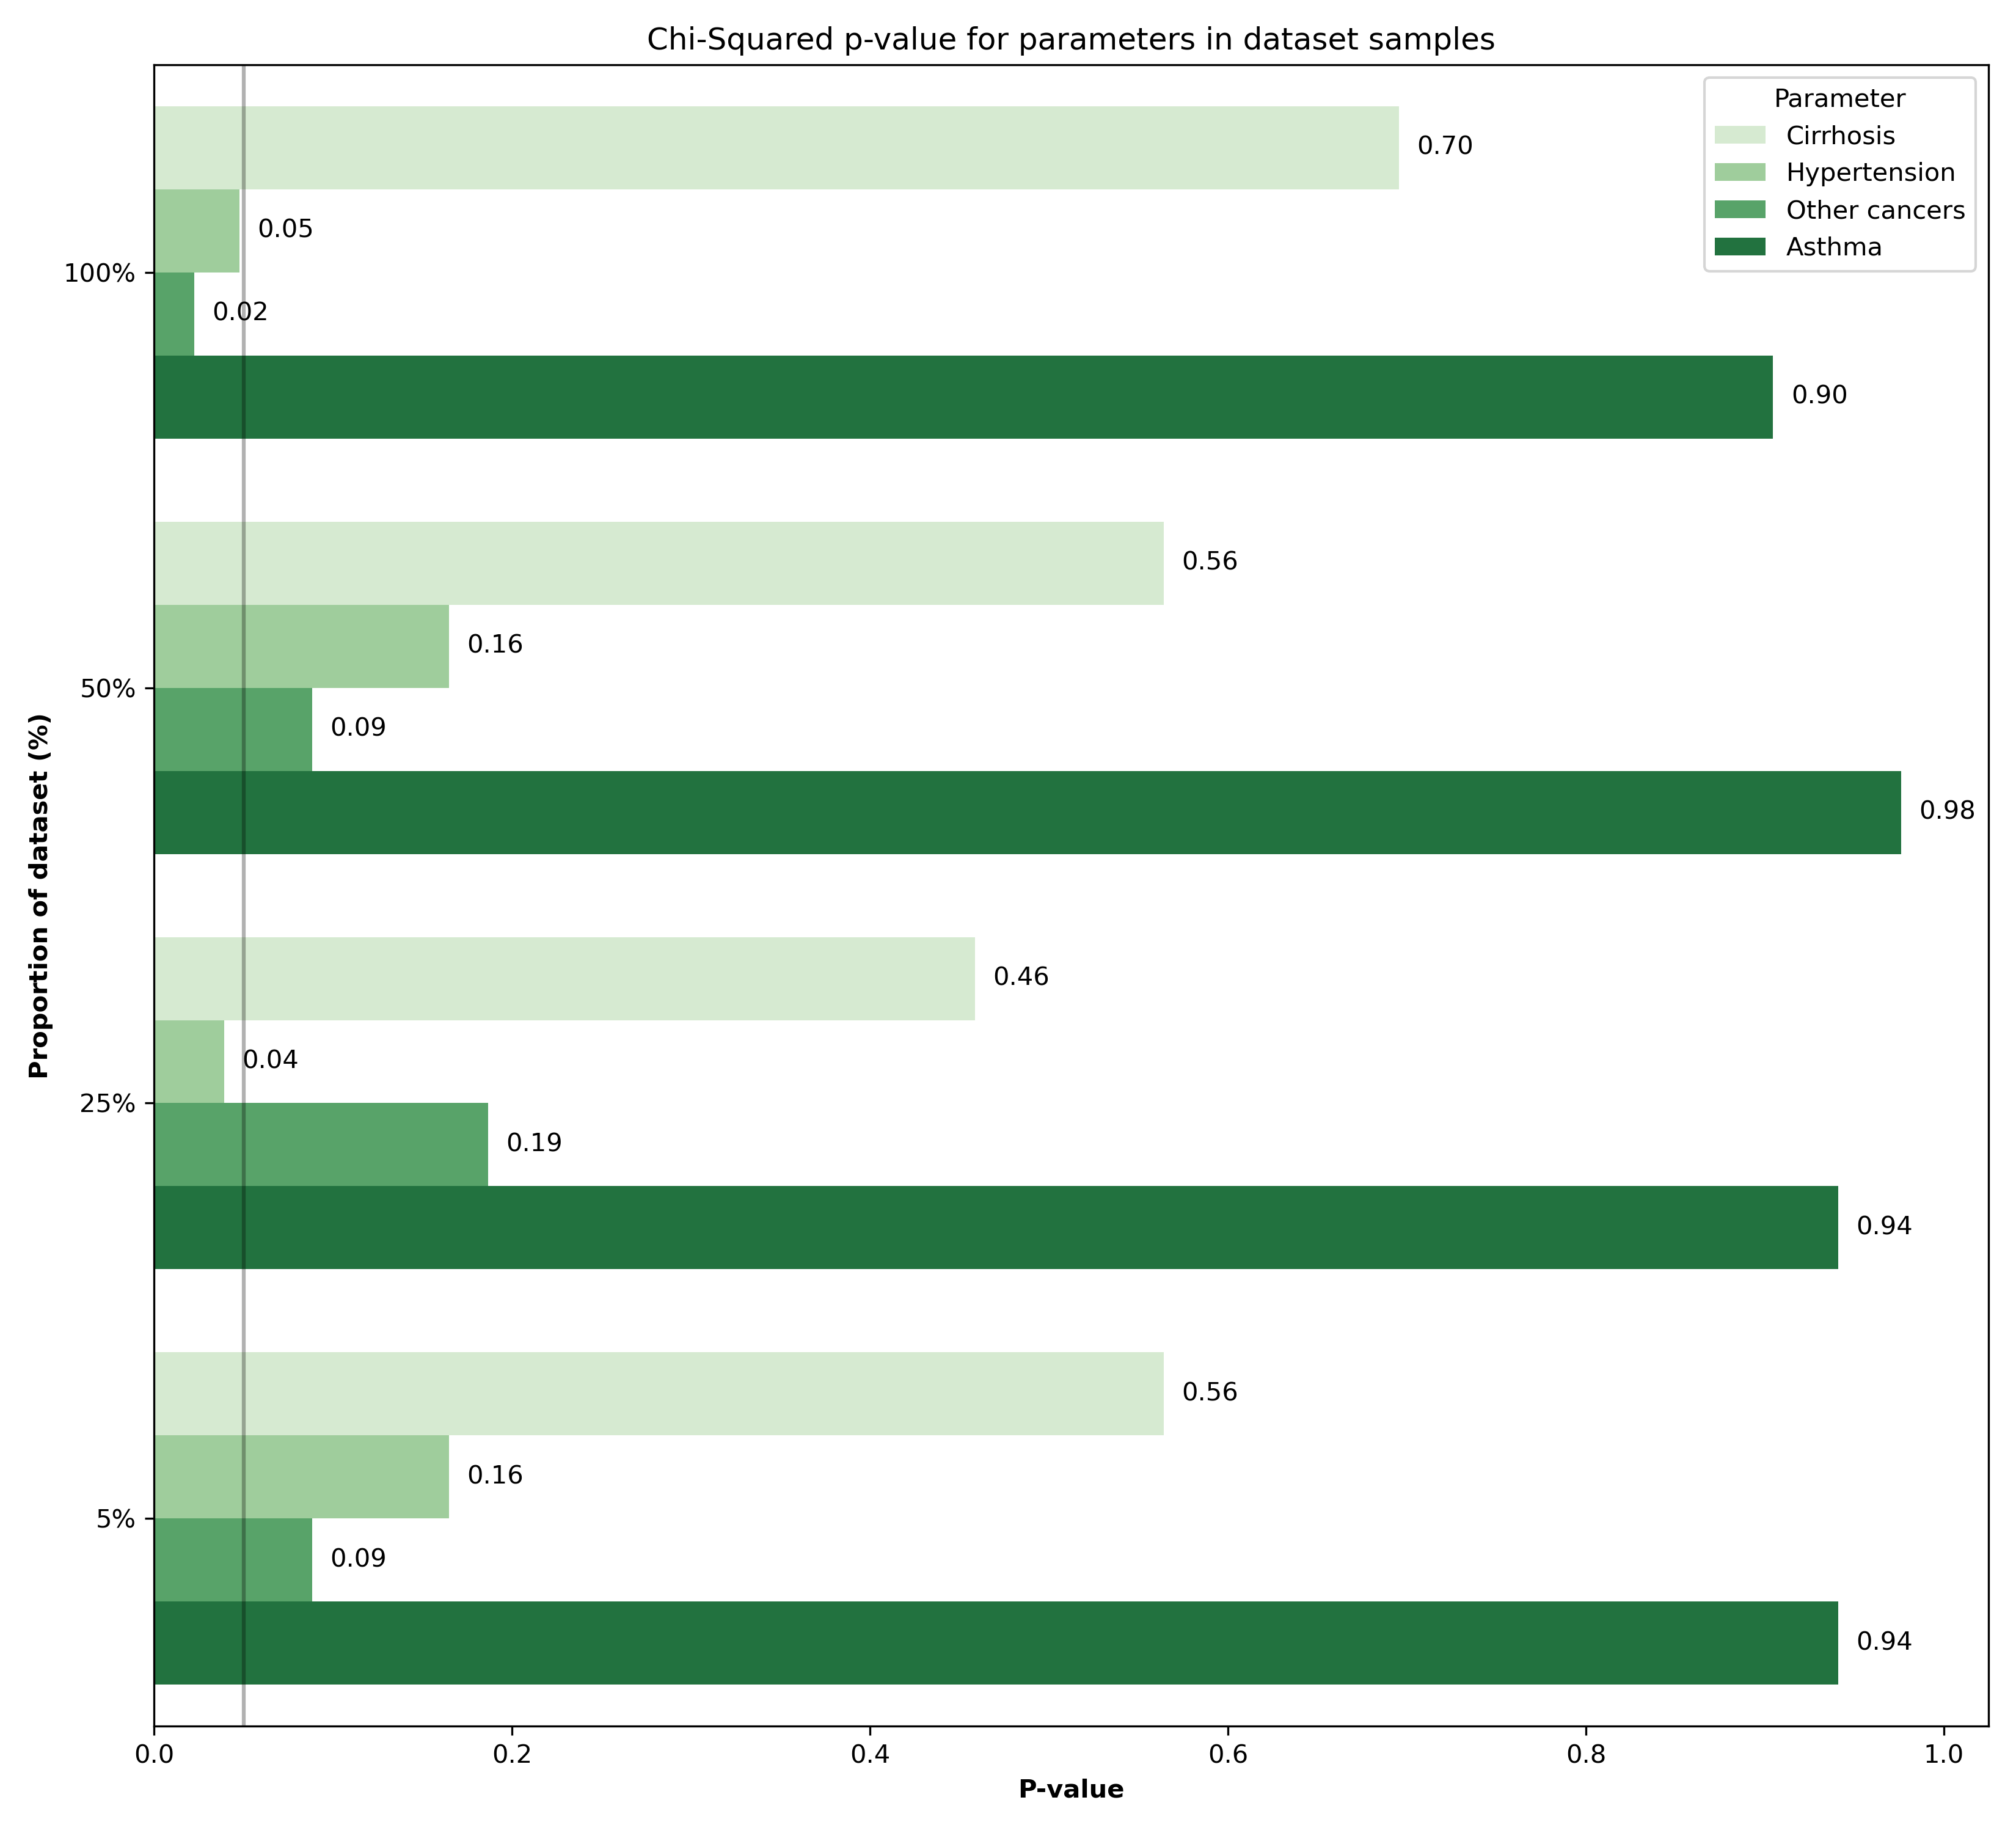 Chi-Squared p-value for parameters in dataset samples
Parameter
Cirrhosis
Hypertension
Other cancers
Asthma
0.70
0.05
100%
0.02
0.90
0.56
0.16
50%
0.09
0.98
0.46
0.04
25%
0.19
0.94
0.56
0.16
5%
0.09
0.94
Proportion of dataset (%)
0.0 0.2 0.4 0.6 0.8 1.0
P-value